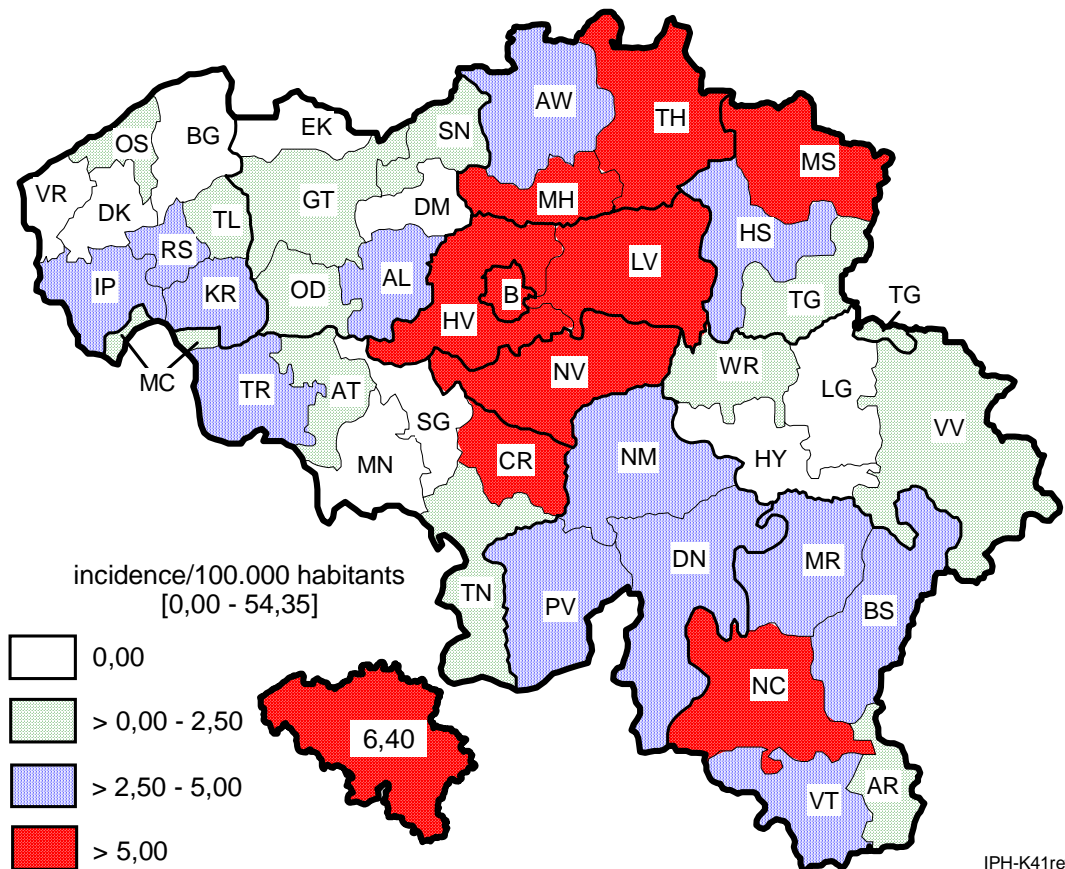 AW
TH
EK
SN
BG
OS
MS
VR
GT
DM
MH
DK
TL
RS
HS
LV
IP
KR
OD
AL
B
TG
TG
HV
MC
TR
AT
NV
WR
LG
SG
VV
MN
CR
NM
HY
DN
MR
TN
PV
BS
incidence/100.000 habitants
[0,00 - 54,35]
0,00
> 0,00 - 2,50
> 2,50 - 5,00
> 5,00
6,40
NC
AR
VT
IPH-K41re